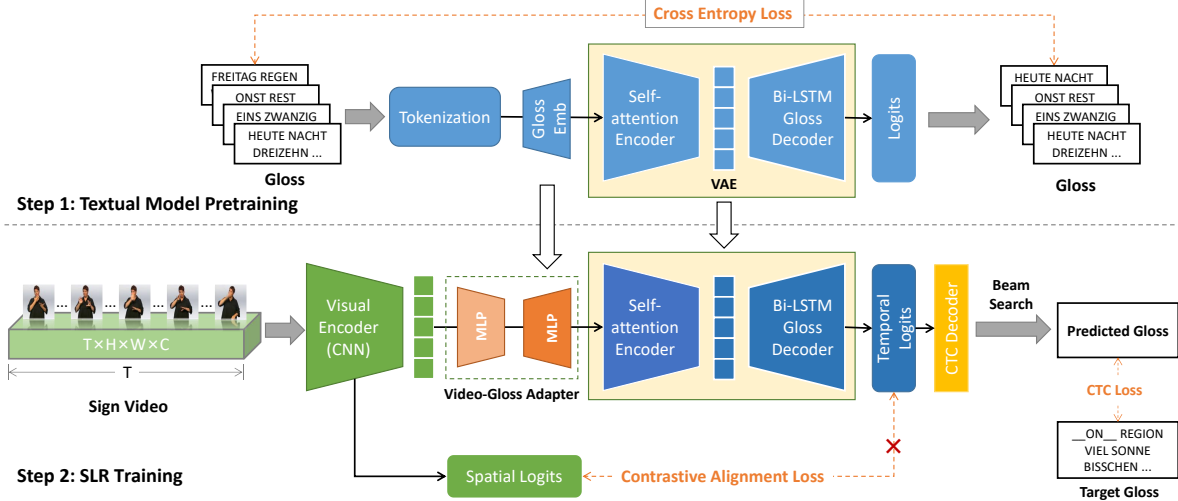 Cross Entropy Loss
FREITAG REGEN
ONST REST
EINS ZWANZIG
HEUTE NACHT
DREIZEHN ...
Gloss
Tokenization
Gloss
Emb
Self-
attention
Encoder
VAE
Bi-LSTM
Gloss
Decoder
Logits
HEUTE NACHT
ONST REST
EINS ZWANZIG
HEUTE NACHT
DREIZEHN ...
Gloss
Step 1: Textual Model Pretraining
... ... ... ...
T×H×W×C
T
Sign Video
Visual
Encoder
(CNN)
MLP
MLP
Video-Gloss Adapter
Self-
attention
Encoder
Bi-LSTM
Gloss
Decoder
Temporal
Logits
CTC Decoder
Beam
Search
Predicted Gloss
CTC Loss
__ON__ REGION
VIEL SONNE
BISSCHEN ...
Target Gloss
Spatial Logits
Contrastive Alignment Loss
Step 2: SLR Training